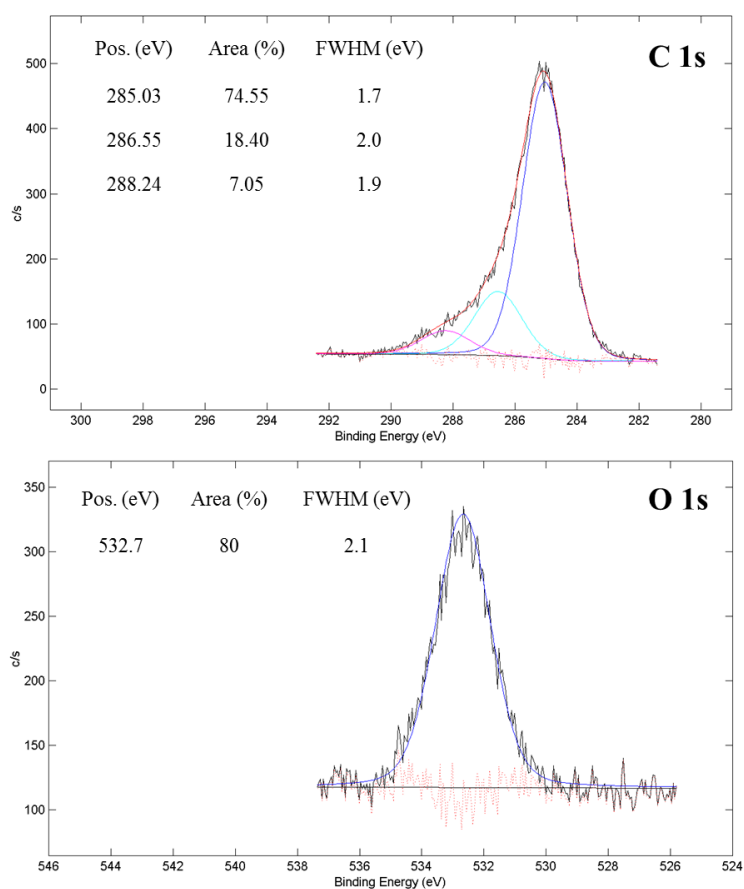 Pos. (eV) Area (%) FWHM (eV) C 1s
285.03 74.55 1.7
286.55 18.40 2.0
288.24 7.05 1.9
500
400
300
200
100
0
c/s
300 298 296 294 292 290 288 286 284 282 280
Binding Energy (eV)
Pos. (eV) Area (%) FWHM (eV) O 1s
532.7 80 2.1
350
300
250
200
150
100
c/s
546 544 542 540 538 536 534 532 530 528 526 524
Binding Energy (eV)